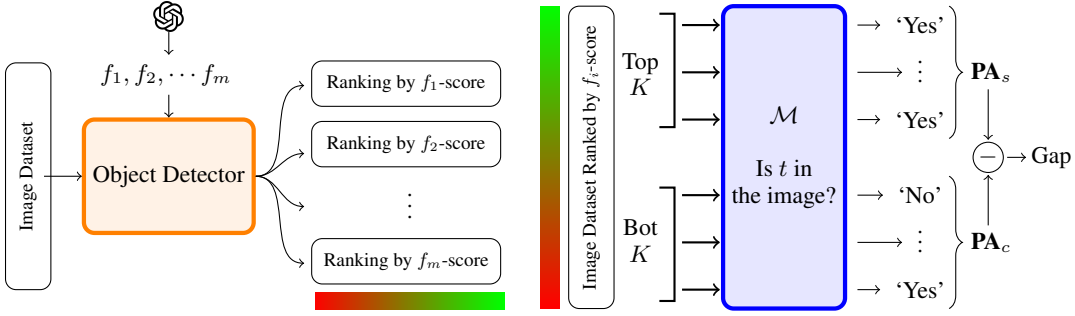 f₁, f₂, ⋯ fₘ
Image Dataset
Object Detector
Ranking by f₁-score
Ranking by f₂-score
⋮
Ranking by fₘ-score
Image Dataset Ranked by fᵢ-score
Top
K
Bot
K
ℳ
Is t in
the image?
‘Yes’
⋮
‘Yes’
‘No’
⋮
‘Yes’
PAₛ
−
Gap
PA꜀